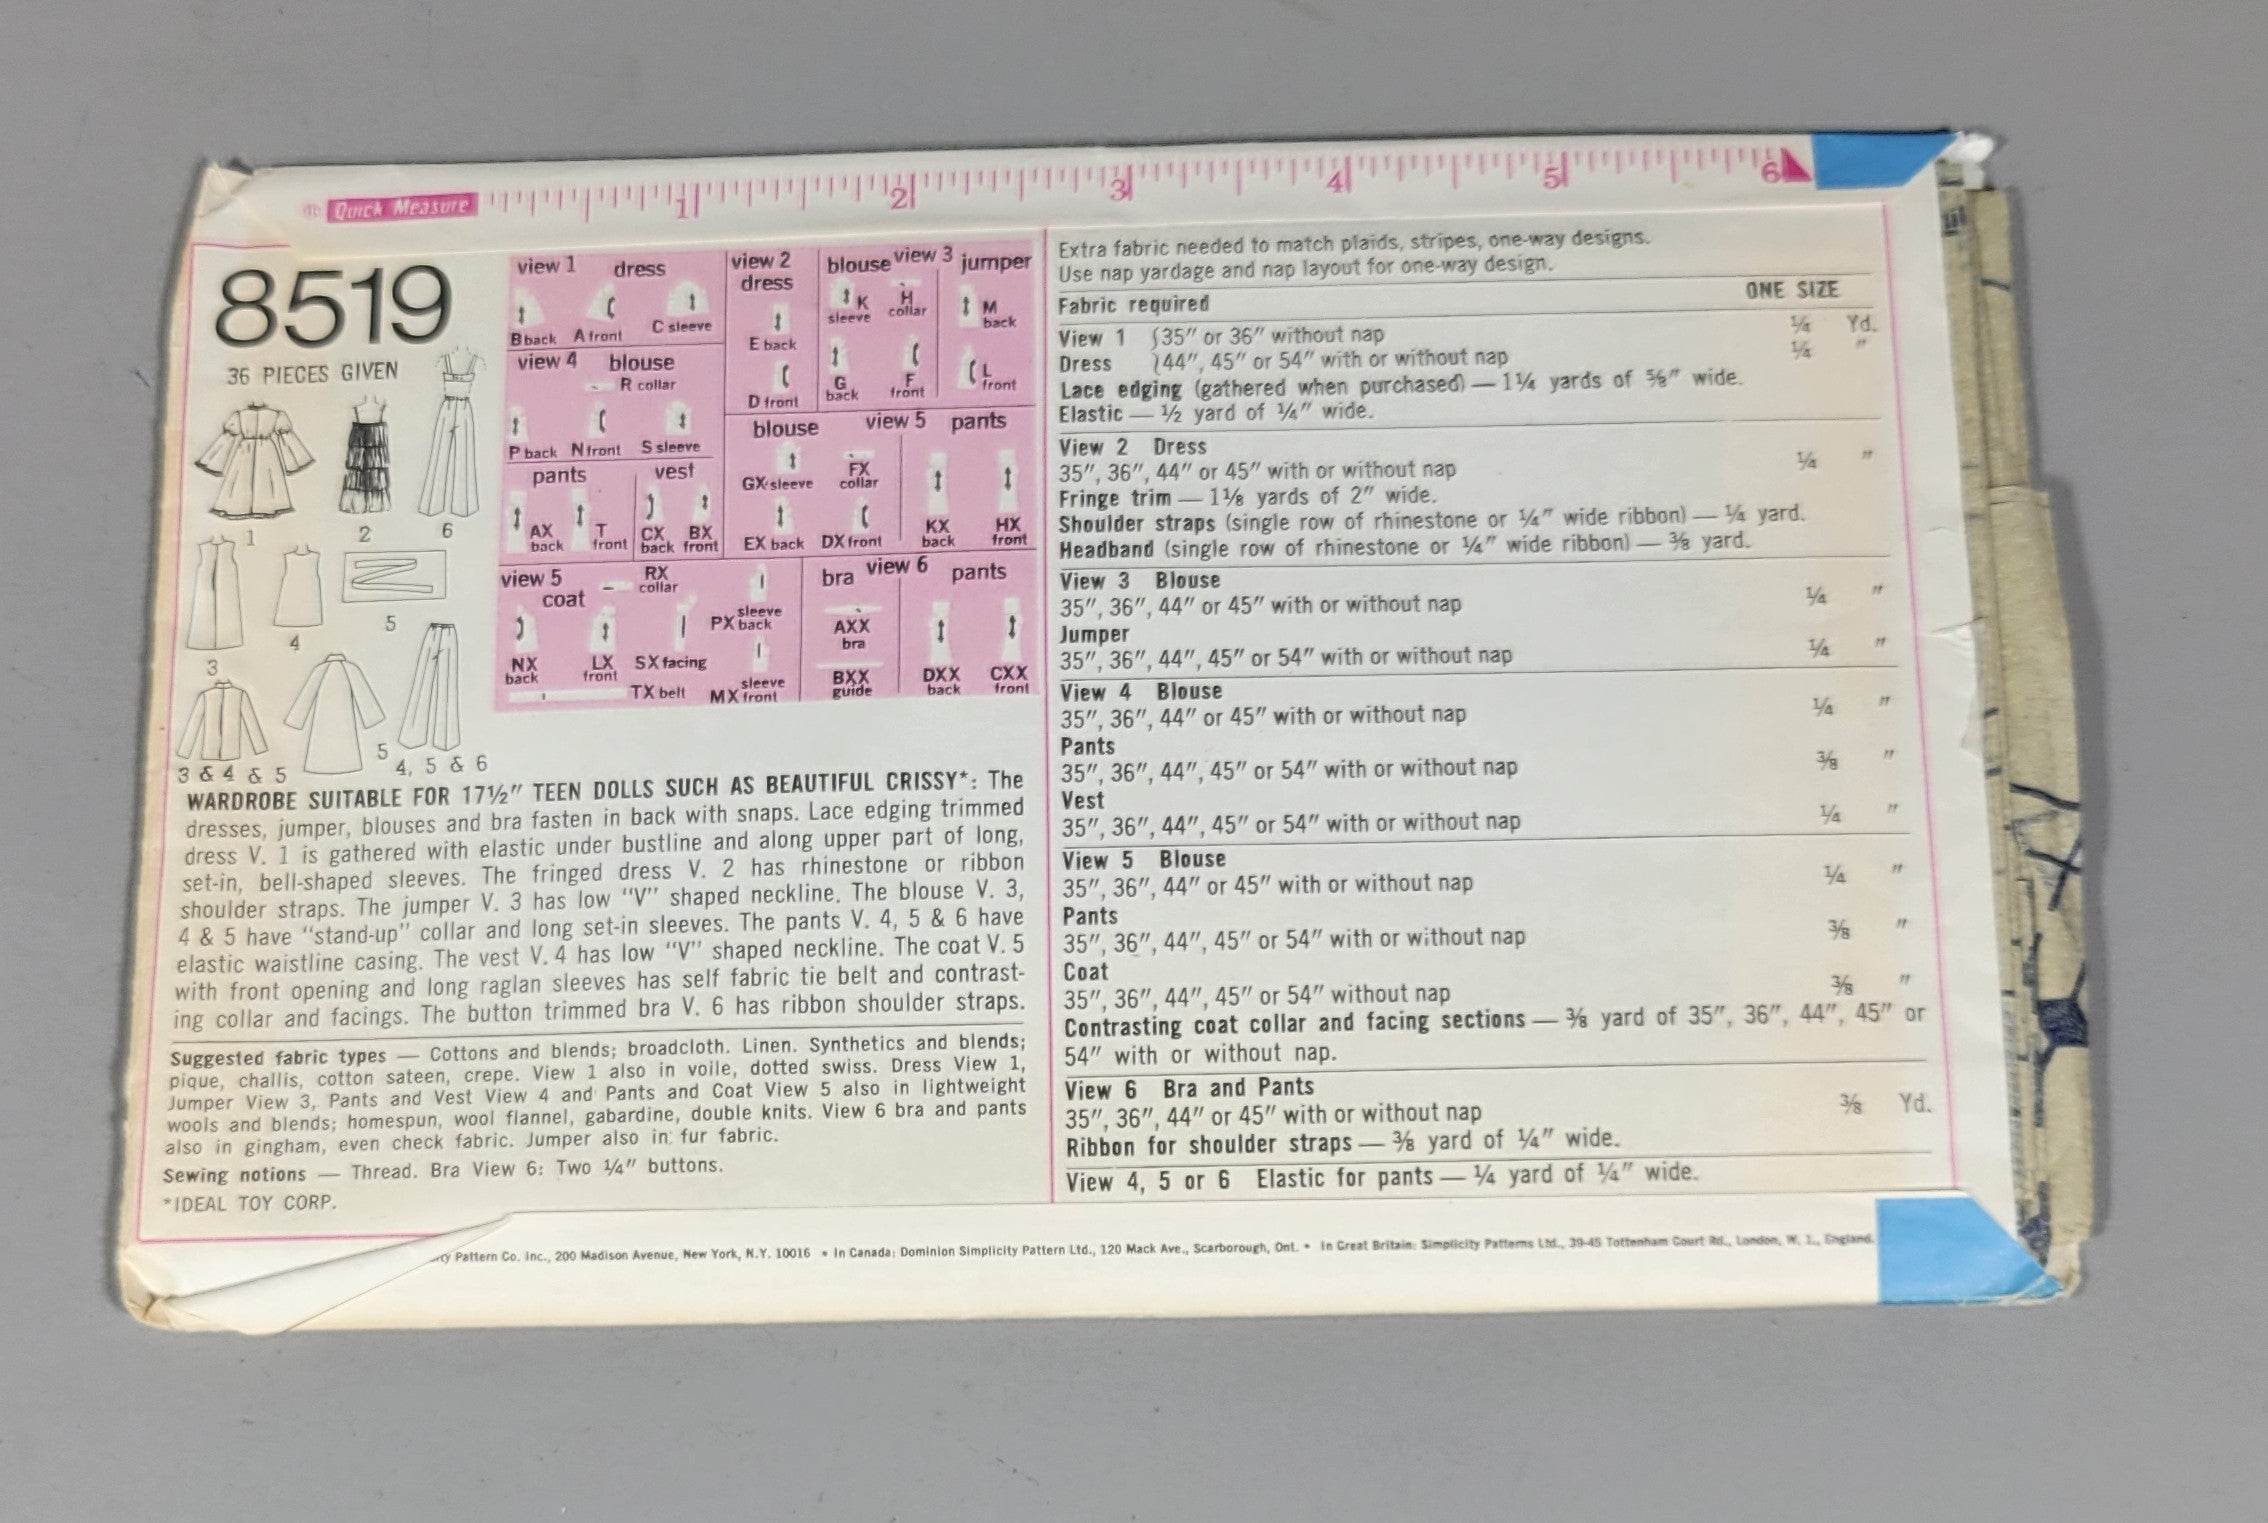 Quick Measure 1 2 3 4 5 6
8519
36 PIECES GIVEN
1 2 6
3 4 5
3 & 4 & 5 5 4, 5 & 6
view 1 dress
B back A front C sleeve
view 2
dress
E back
D front
blouse view 3 jumper
K sleeve H collar M back
G back F front L front
view 4 blouse
R collar
P back N front S sleeve
pants vest
AX back T front CX back BX front
blouse view 5 pants
GX sleeve FX collar
EX back DX front KX back HX front
view 5
coat
RX collar
PX sleeve back
NX back LX front SX facing
TX belt MX sleeve front
bra view 6 pants
AXX bra
BXX guide DXX back CXX front
WARDROBE SUITABLE FOR 17½" TEEN DOLLS SUCH AS BEAUTIFUL CRISSY*: The
dresses, jumper, blouses and bra fasten in back with snaps. Lace edging trimmed
dress V. 1 is gathered with elastic under bustline and along upper part of long,
set-in, bell-shaped sleeves. The fringed dress V. 2 has rhinestone or ribbon
shoulder straps. The jumper V. 3 has low "V" shaped neckline. The blouse V. 3,
4 & 5 have "stand-up" collar and long set-in sleeves. The pants V. 4, 5 & 6 have
elastic waistline casing. The vest V. 4 has low "V" shaped neckline. The coat V. 5
with front opening and long raglan sleeves has self fabric tie belt and contrast-
ing collar and facings. The button trimmed bra V. 6 has ribbon shoulder straps.
Suggested fabric types — Cottons and blends; broadcloth. Linen. Synthetics and blends;
pique, challis, cotton sateen, crepe. View 1 also in voile, dotted swiss. Dress View 1,
Jumper View 3, Pants and Vest View 4 and Pants and Coat View 5 also in lightweight
wools and blends; homespun, wool flannel, gabardine, double knits. View 6 bra and pants
also in gingham, even check fabric. Jumper also in fur fabric.
Sewing notions — Thread. Bra View 6: Two ¼" buttons.
*IDEAL TOY CORP.
Extra fabric needed to match plaids, stripes, one-way designs.
Use nap yardage and nap layout for one-way design.
Fabric required ONE SIZE
View 1 {35" or 36" without nap ¼ Yd.
Dress {44", 45" or 54" with or without nap ¼ "
Lace edging (gathered when purchased) — 1¼ yards of ⅝" wide.
Elastic — ½ yard of ¼" wide.
View 2 Dress
35", 36", 44" or 45" with or without nap ¼ "
Fringe trim — 1⅛ yards of 2" wide.
Shoulder straps (single row of rhinestone or ¼" wide ribbon) — ¼ yard.
Headband (single row of rhinestone or ¼" wide ribbon) — ⅜ yard.
View 3 Blouse
35", 36", 44" or 45" with or without nap ¼ "
Jumper
35", 36", 44", 45" or 54" with or without nap ¼ "
View 4 Blouse
35", 36", 44" or 45" with or without nap ¼ "
Pants
35", 36", 44", 45" or 54" with or without nap ⅜ "
Vest
35", 36", 44", 45" or 54" with or without nap ¼ "
View 5 Blouse
35", 36", 44" or 45" with or without nap ¼ "
Pants
35", 36", 44", 45" or 54" with or without nap ⅜ "
Coat
35", 36", 44", 45" or 54" without nap ⅜ "
Contrasting coat collar and facing sections — ⅜ yard of 35", 36", 44", 45" or
54" with or without nap.
View 6 Bra and Pants
35", 36", 44" or 45" with or without nap ⅜ Yd.
Ribbon for shoulder straps — ⅜ yard of ¼" wide.
View 4, 5 or 6 Elastic for pants — ¼ yard of ¼" wide.
Pattern Co. Inc., 200 Madison Avenue, New York, N.Y. 10016 • In Canada: Dominion Simplicity Pattern Ltd., 120 Mack Ave., Scarborough, Ont. • In Great Britain: Simplicity Patterns Ltd., 39-45 Tottenham Court Rd., London, W. 1., England.